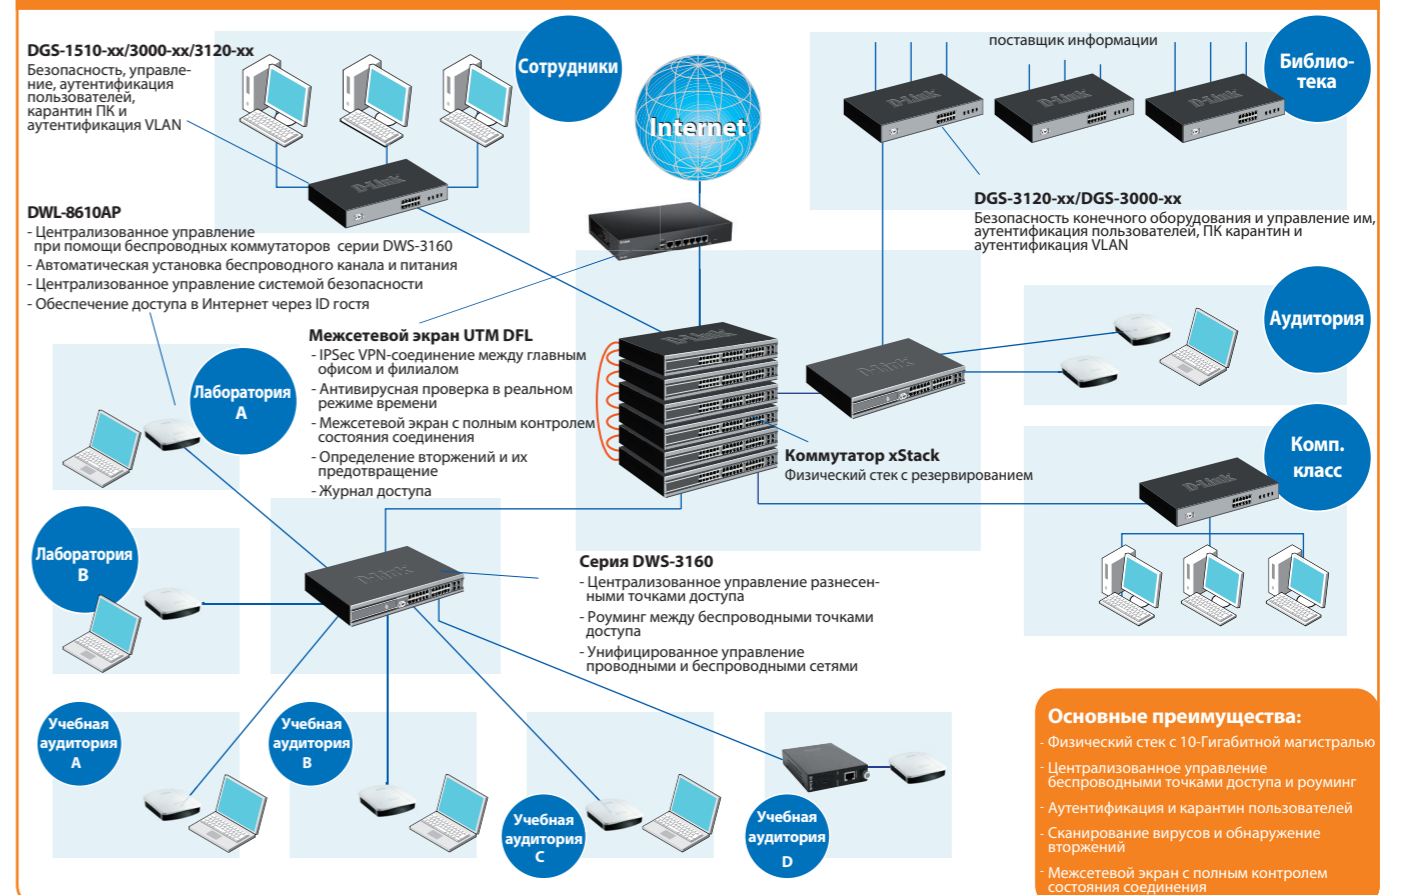 DGS-1510-xx/3000-xx/3120-xx
Безопасность, управле-
ние, аутентификация
пользователей,
карантин ПК и
аутентификация VLAN
Сотрудники
Internet
поставщик информации
Библио-
тека
D-Link
D-Link
D-Link
D-Link
DGS-3120-xx/DGS-3000-xx
Безопасность конечного оборудования и управление им,
аутентификация пользователей, ПК карантин и
аутентификация VLAN
DWL-8610AP
- Централизованное управление
при помощи беспроводных коммутаторов серии DWS-3160
- Автоматическая установка беспроводного канала и питания
- Централизованное управление системой безопасности
- Обеспечение доступа в Интернет через ID гостя
Межсетевой экран UTM DFL
- IPSec VPN-соединение между главным
офисом и филиалом
- Антивирусная проверка в реальном
режиме времени
- Межсетевой экран с полным контролем
состояния соединения
- Определение вторжений и их
предотвращение
- Журнал доступа
D-Link
D-Link
Аудитория
Лаборатория
A
Коммутатор xStack
Физический стек с резервированием
Комп.
класс
D-Link
Лаборатория
B
D-Link
Серия DWS-3160
- Централизованное управление разнесен-
ными точками доступа
- Роуминг между беспроводными точками
доступа
- Унифицированное управление
проводными и беспроводными сетями
Учебная
аудитория
A
Учебная
аудитория
B
Учебная
аудитория
C
Учебная
аудитория
D
Основные преимущества:
- Физический стек с 10-Гигабитной магистралью
- Централизованное управление
беспроводными точками доступа и роуминг
- Аутентификация и карантин пользователей
- Сканирование вирусов и обнаружение
вторжений
- Межсетевой экран с полным контролем
состояния соединения